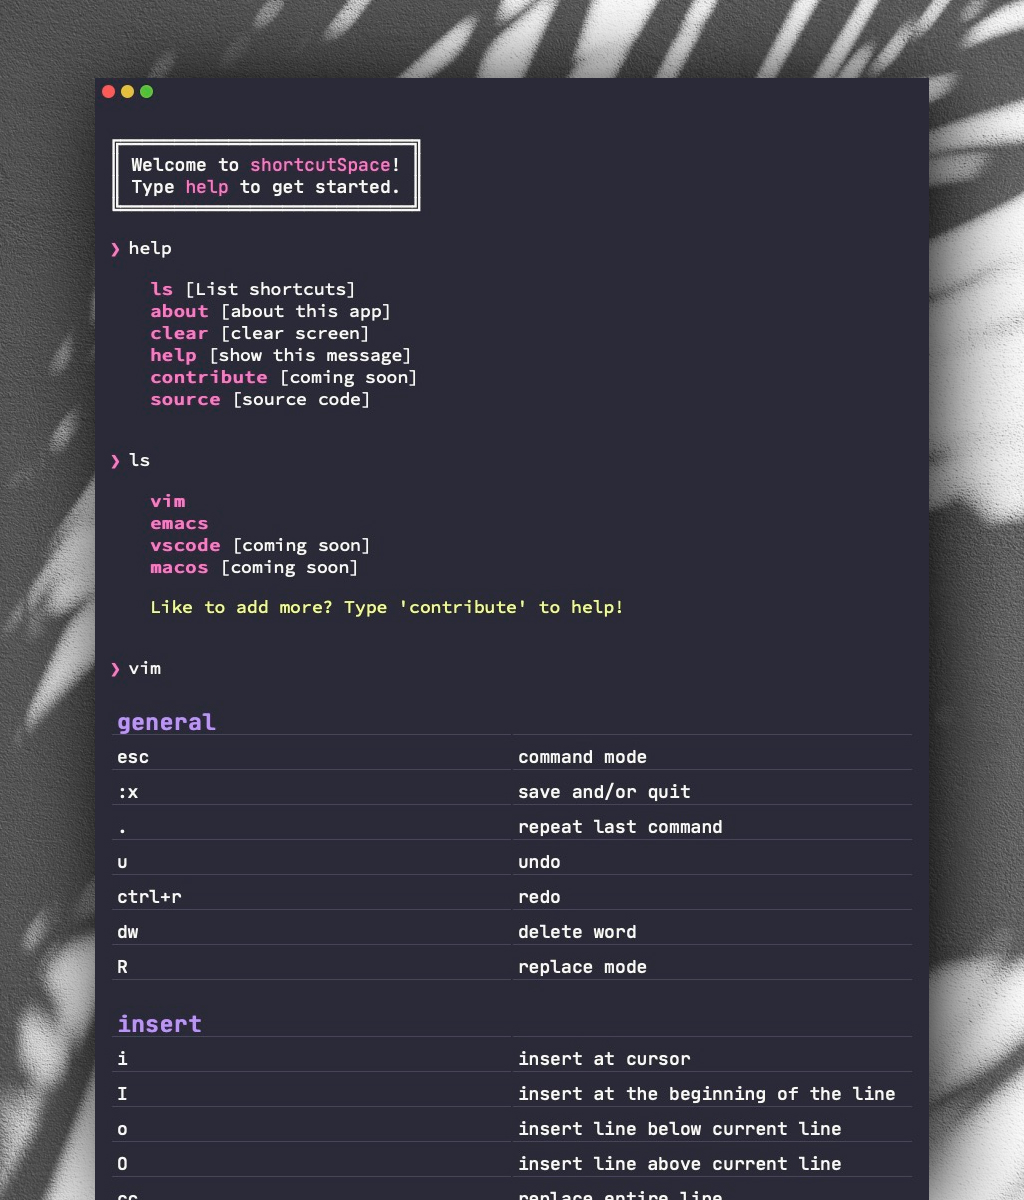 Welcome to shortcutSpace!
Type help to get started.
❯ help
ls [List shortcuts]
about [about this app]
clear [clear screen]
help [show this message]
contribute [coming soon]
source [source code]
❯ ls
vim
emacs
vscode [coming soon]
macos [coming soon]
Like to add more? Type 'contribute' to help!
❯ vim
general
esc command mode
:x save and/or quit
. repeat last command
u undo
ctrl+r redo
dw delete word
R replace mode
insert
i insert at cursor
I insert at the beginning of the line
o insert line below current line
O insert line above current line
cc replace entire line